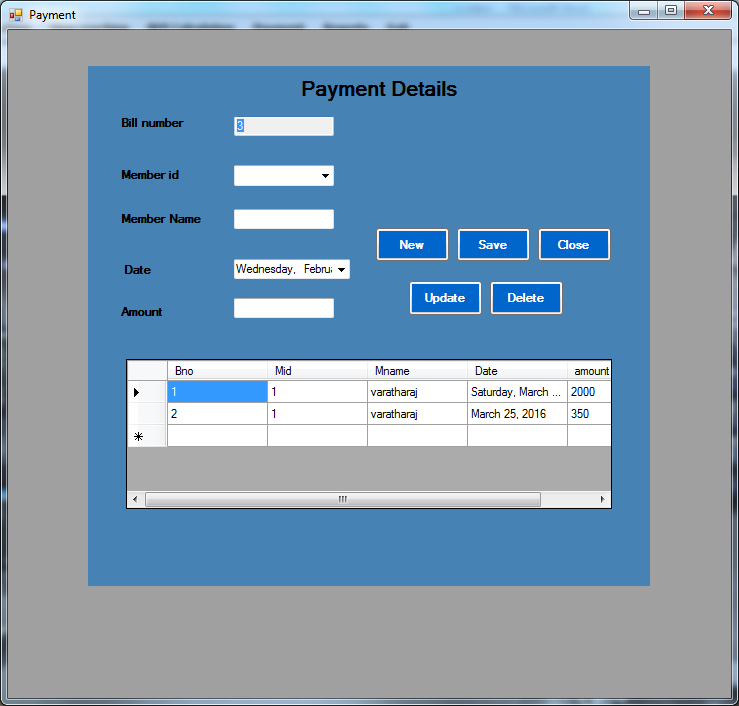 Payment
Payment Details
Bill number 3
Member id
Member Name
New Save Close
Date Wednesday, Februa
Update Delete
Amount
Bno Mid Mname Date amount
1 1 varatharaj Saturday, March ... 2000
2 1 varatharaj March 25, 2016 350